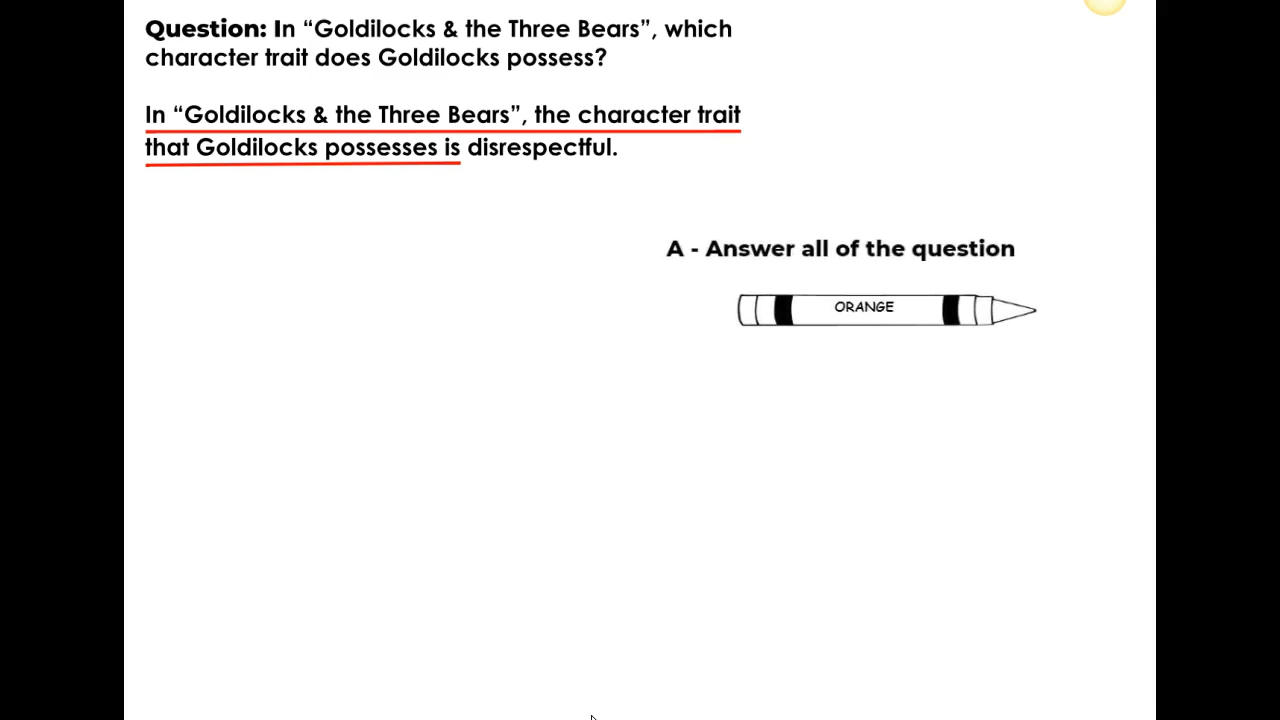 Question: In “Goldilocks & the Three Bears”, which
character trait does Goldilocks possess?
In “Goldilocks & the Three Bears”, the character trait
that Goldilocks possesses is disrespectful.
A - Answer all of the question
ORANGE